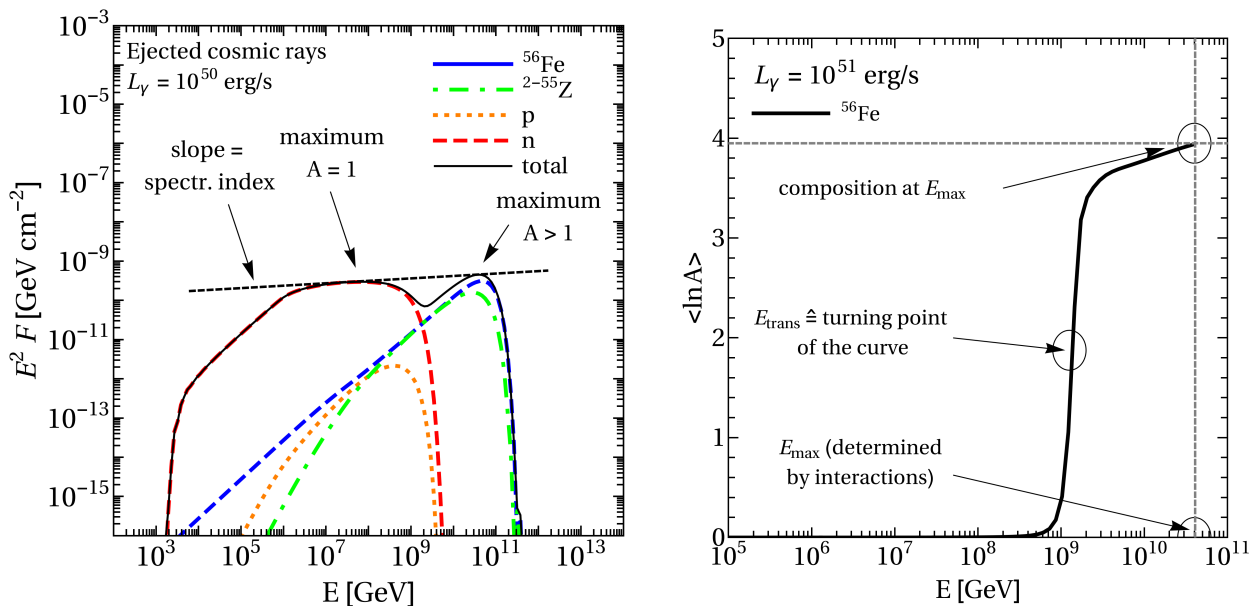 Ejected cosmic rays
L_γ = 10^50 erg/s
^56Fe
^2–55Z
p
n
total
slope =
spectr. index
maximum
A = 1
maximum
A > 1
E^2 F [GeV cm^−2]
10^−3
10^−5
10^−7
10^−9
10^−11
10^−13
10^−15
10^3
10^5
10^7
10^9
10^11
10^13
E [GeV]
L_γ = 10^51 erg/s
^56Fe
composition at E_max
E_trans ≙ turning point
of the curve
E_max (determined
by interactions)
<lnA>
5
4
3
2
1
0
10^5
10^6
10^7
10^8
10^9
10^10
10^11
E [GeV]